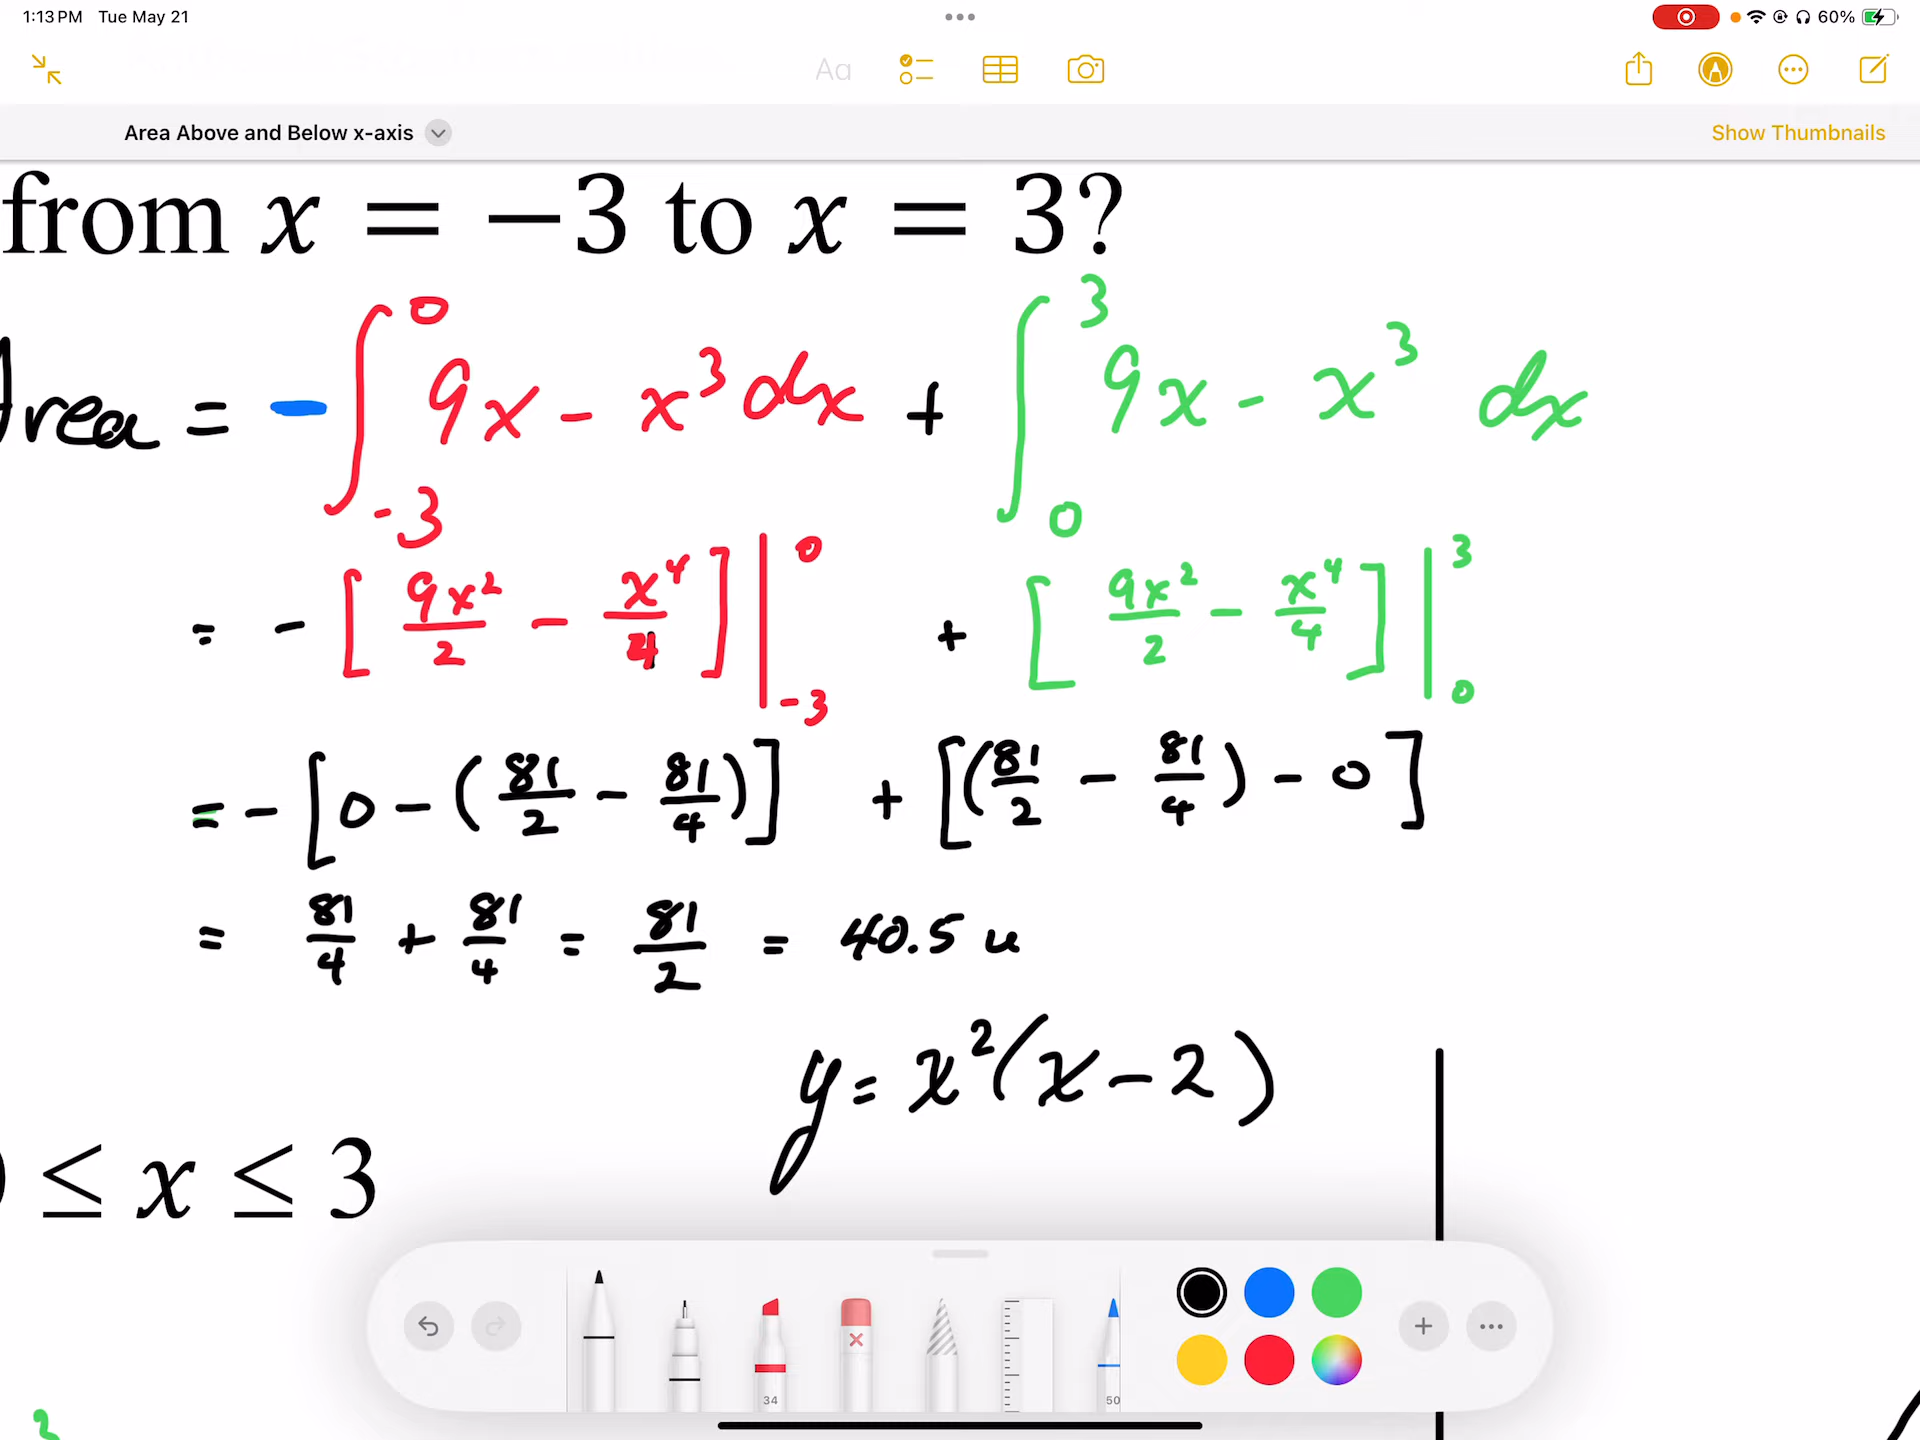 1:13 PM Tue May 21 60%
Aa
Area Above and Below x-axis Show Thumbnails
from x = −3 to x = 3?
Area = -∫_{-3}^{0} 9x - x³ dx + ∫_{0}^{3} 9x - x³ dx
= - [9x²/2 - x⁴/4] |_{-3}^{0} + [9x²/2 - x⁴/4] |_{0}^{3}
= - [0 - (81/2 - 81/4)] + [(81/2 - 81/4) - 0]
= 81/4 + 81/4 = 81/2 = 40.5 u
y = x²(x - 2)
≤ x ≤ 3
34 50